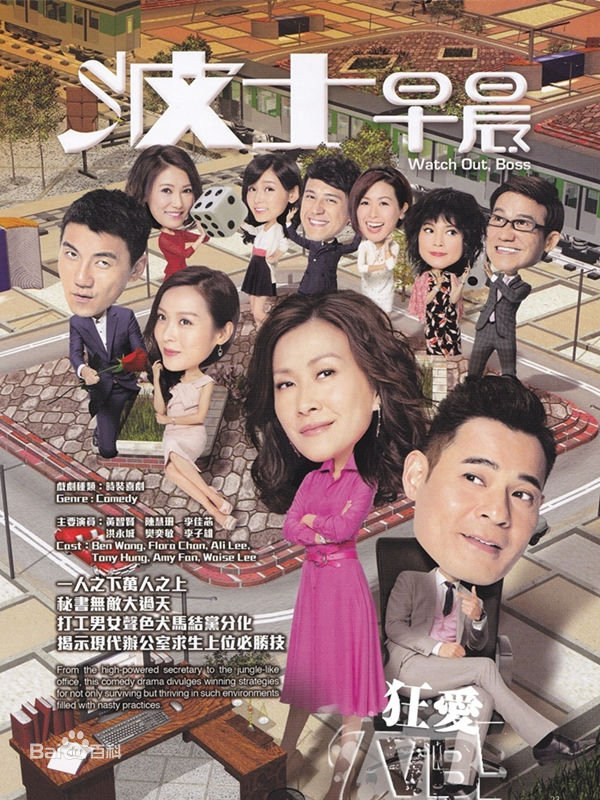 波士早晨
Watch Out, Boss
戲劇種類：時裝喜劇
Genre : Comedy
主要演員：黃智賢 陳慧珊 李佳芯
洪永城 樊奕敏 李子雄
Cast : Ben Wong, Flora Chan, Ali Lee,
Tony Hung, Amy Fan, Waise Lee
一人之下萬人之上
秘書無敵大過天
打工男女聲色犬馬結黨分化
揭示現代辦公室求生上位必勝技
From the high-powered secretary to the jungle-like
office, this comedy drama divulges winning strategies
for not only surviving but thriving in such environments
filled with nasty practices.
狂愛
Bai百科
23